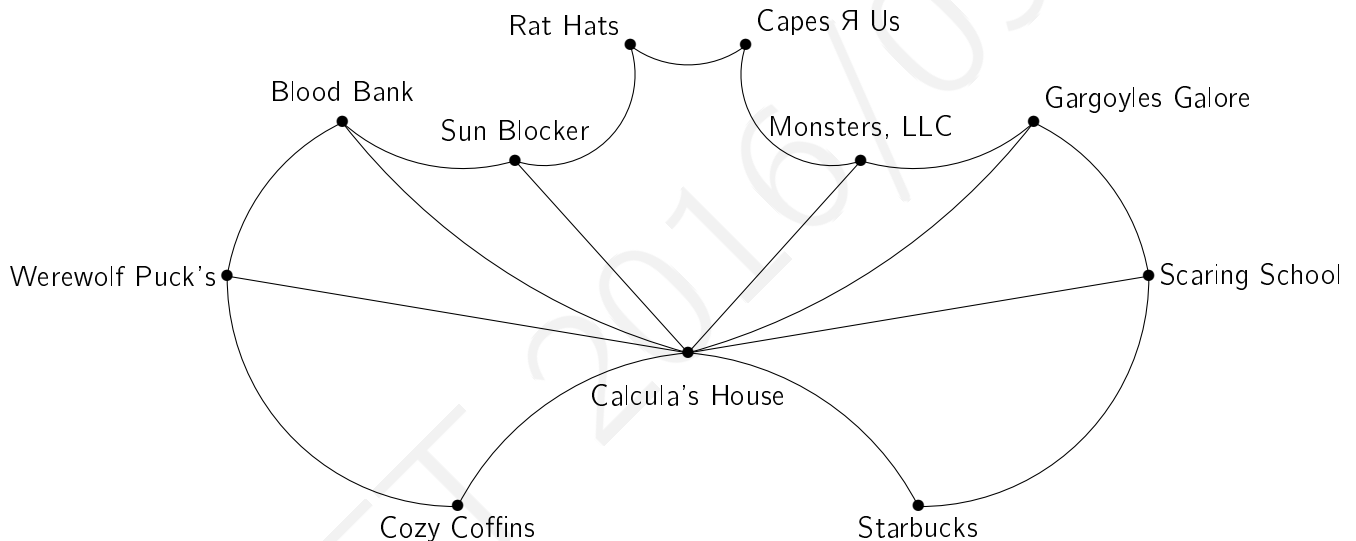 Rat Hats
Capes Я Us
Blood Bank
Gargoyles Galore
Sun Blocker
Monsters, LLC
Werewolf Puck's
Scaring School
Calcula's House
Cozy Coffins
Starbucks